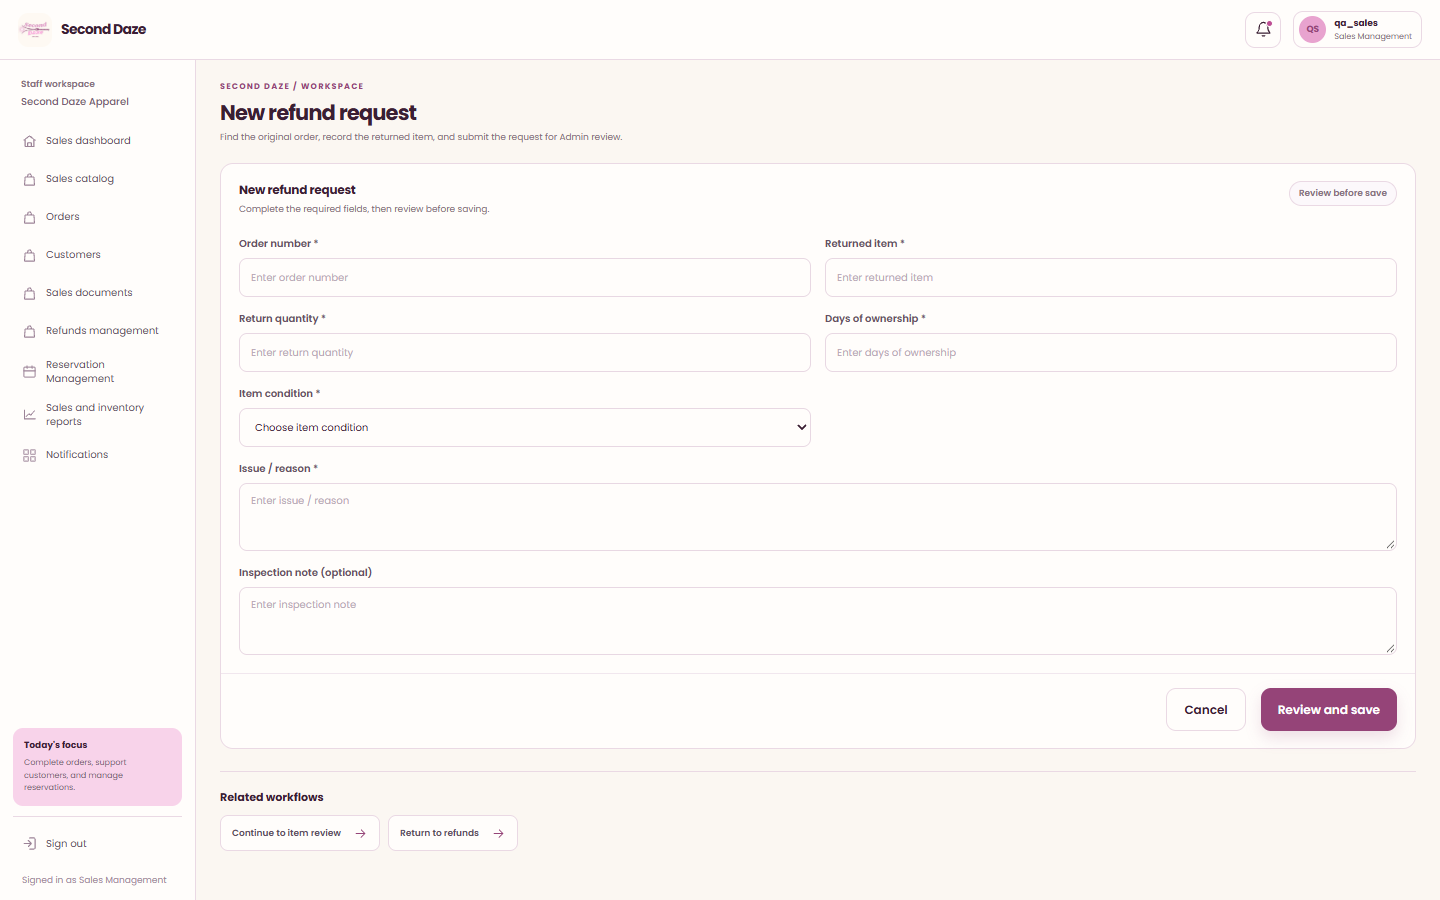 Second Daze
qa_sales
QS
Sales Management
Staff workspace
Second Daze Apparel
Sales dashboard
Sales catalog
Orders
Customers
Sales documents
Refunds management
Reservation
Management
Sales and inventory
reports
Notifications
Today's focus
Complete orders, support
customers, and manage
reservations.
Sign out
Signed in as Sales Management
SECOND DAZE / WORKSPACE
New refund request
Find the original order, record the returned item, and submit the request for Admin review.
New refund request
Review before save
Complete the required fields, then review before saving.
Order number *
Returned item *
Enter order number
Enter returned item
Return quantity *
Days of ownership *
Enter return quantity
Enter days of ownership
Item condition *
Choose item condition
Issue / reason *
Enter issue / reason
Inspection note (optional)
Enter inspection note
Cancel
Review and save
Related workflows
Continue to item review
Return to refunds